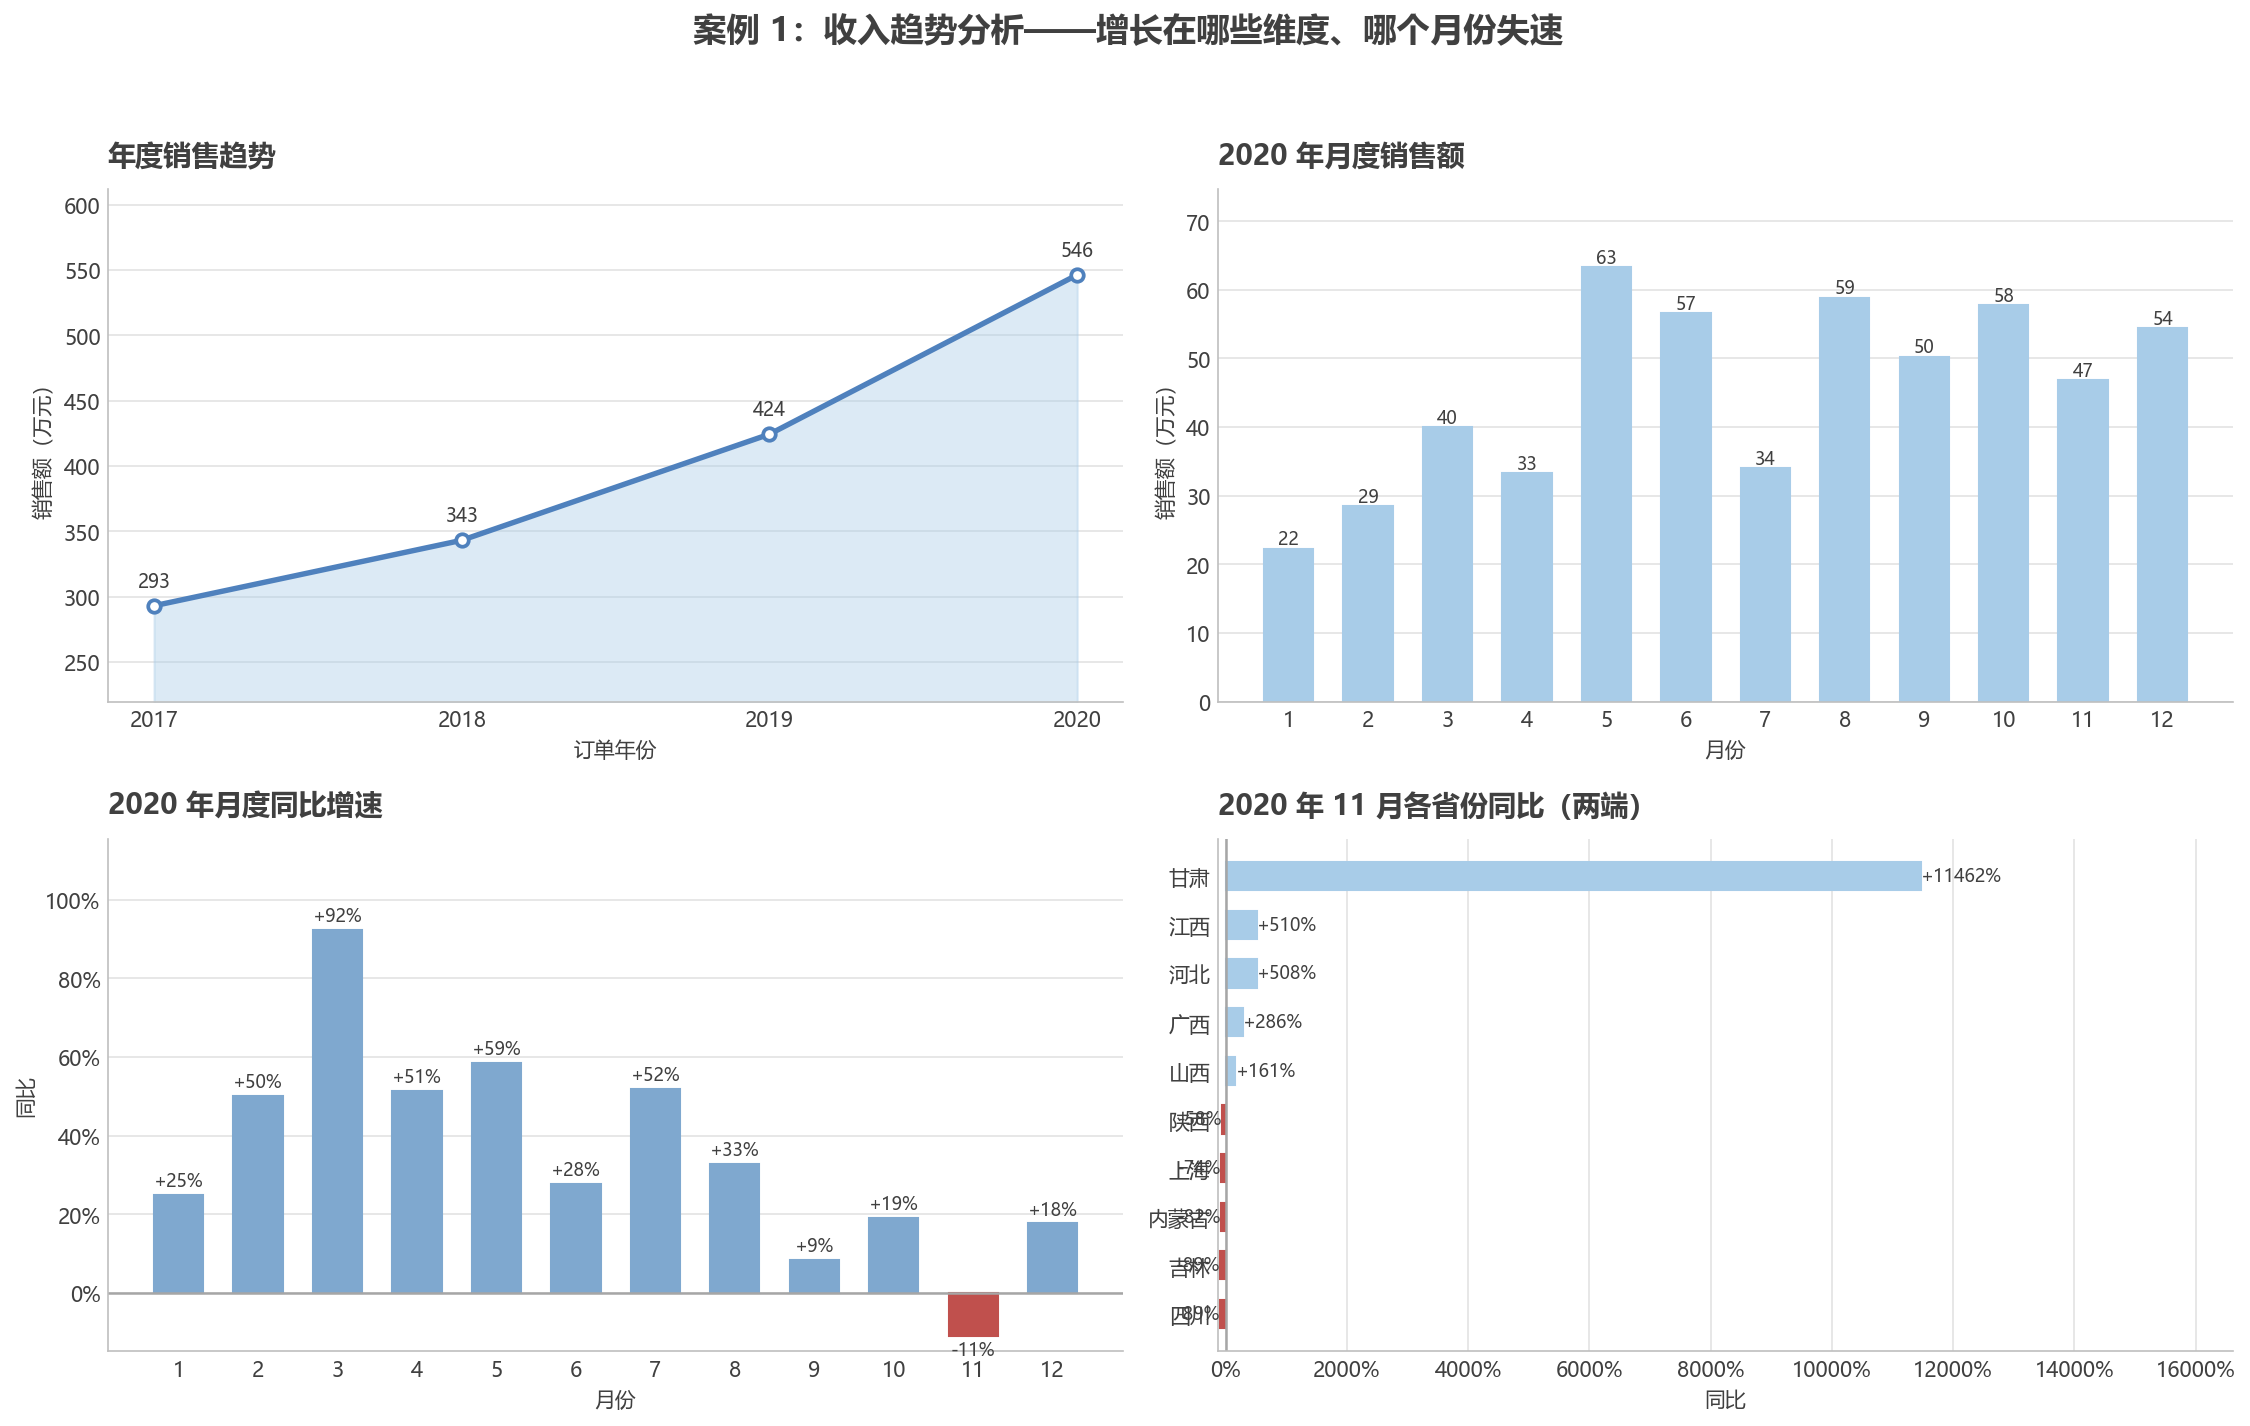 案例 1：收入趋势分析——增长在哪些维度、哪个月份失速
年度销售趋势
销售额（万元）
600
550
500
450
400
350
300
250
293
343
424
546
2017 2018 2019 2020
订单年份
2020 年月度销售额
销售额（万元）
70
60
50
40
30
20
10
0
22 29 40 33 63 57 34 59 50 58 47 54
1 2 3 4 5 6 7 8 9 10 11 12
月份
2020 年月度同比增速
同比
100%
80%
60%
40%
20%
0%
+25% +50% +92% +51% +59% +28% +52% +33% +9% +19% -11% +18%
1 2 3 4 5 6 7 8 9 10 11 12
月份
2020 年 11 月各省份同比（两端）
甘肃 +11462%
江西 +510%
河北 +508%
广西 +286%
山西 +161%
陕西 -58%
上海 -74%
内蒙古 -82%
吉林 -89%
四川 -89%
0% 2000% 4000% 6000% 8000% 10000% 12000% 14000% 16000%
同比